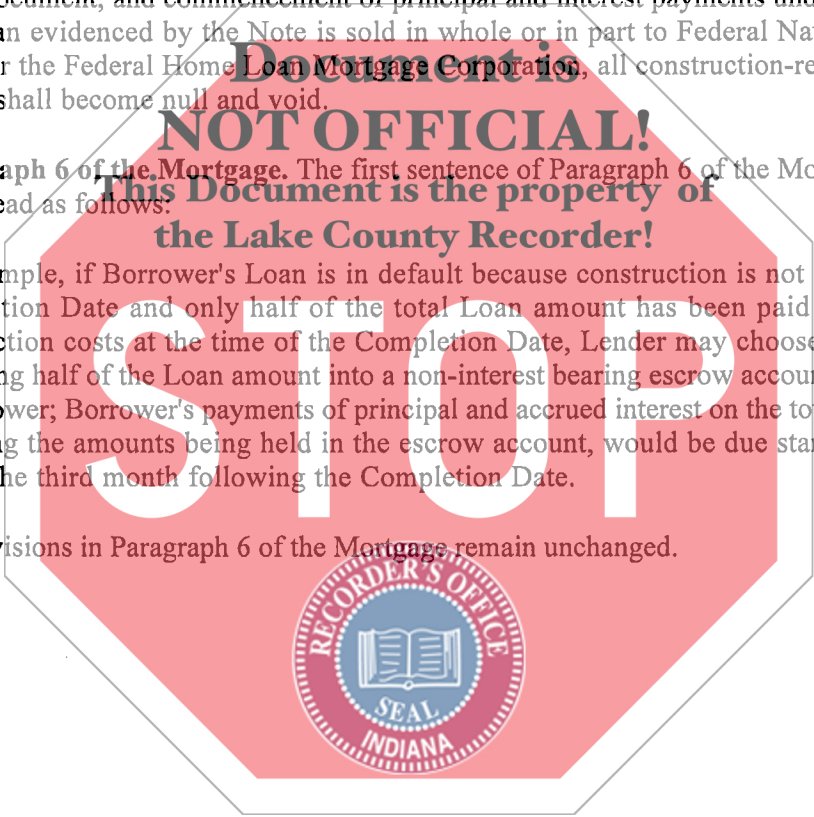 document, and commencement of principal and interest payments und
an evidenced by the Note is sold in whole or in part to Federal Na
r the Federal Home Loan Mortgage Corporation, all construction-re
shall become null and void.
Document is
NOT OFFICIAL!
aph 6 of the Mortgage. The first sentence of Paragraph 6 of the Mo
ead as follows:
This Document is the property of
the Lake County Recorder!
mple, if Borrower's Loan is in default because construction is not
tion Date and only half of the total Loan amount has been paid
ction costs at the time of the Completion Date, Lender may choose
ng half of the Loan amount into a non-interest bearing escrow accou
ower; Borrower's payments of principal and accrued interest on the to
g the amounts being held in the escrow account, would be due star
he third month following the Completion Date.
STOP
visions in Paragraph 6 of the Mortgage remain unchanged.
RECORDER'S OFFICE
SEAL
INDIANA